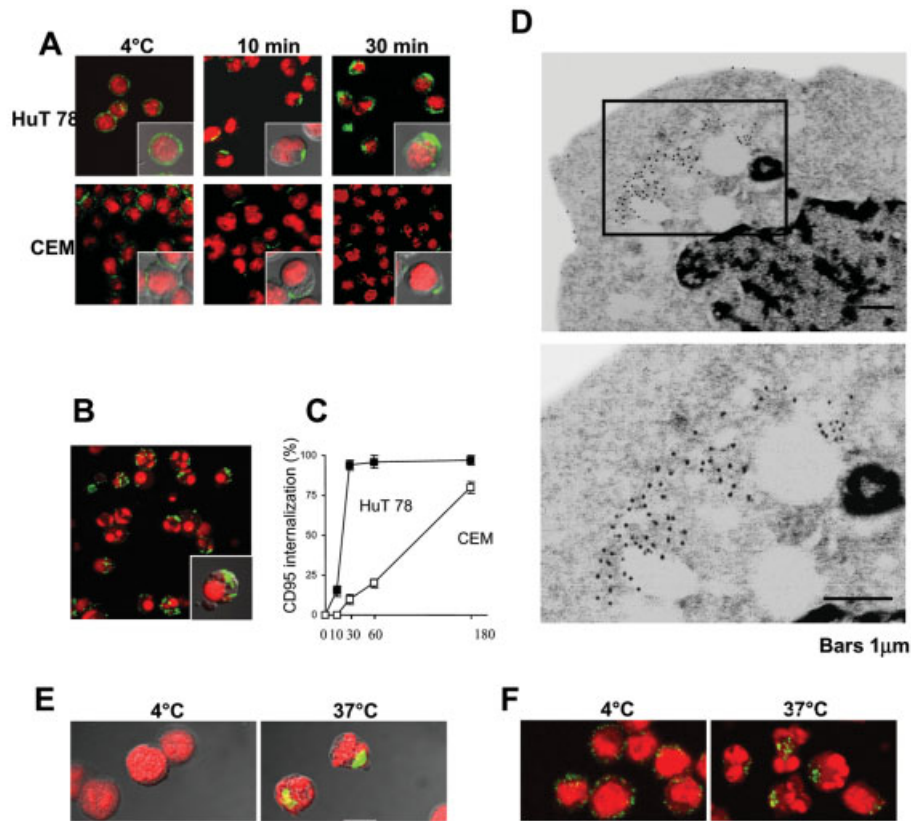 A
4°C 10 min 30 min
HuT 78
CEM
B
C
CD95 internalization (%)
100
75
50
25
0
HuT 78
CEM
0 10 30 60 180
D
Bars 1μm
E
4°C 37°C
F
4°C 37°C